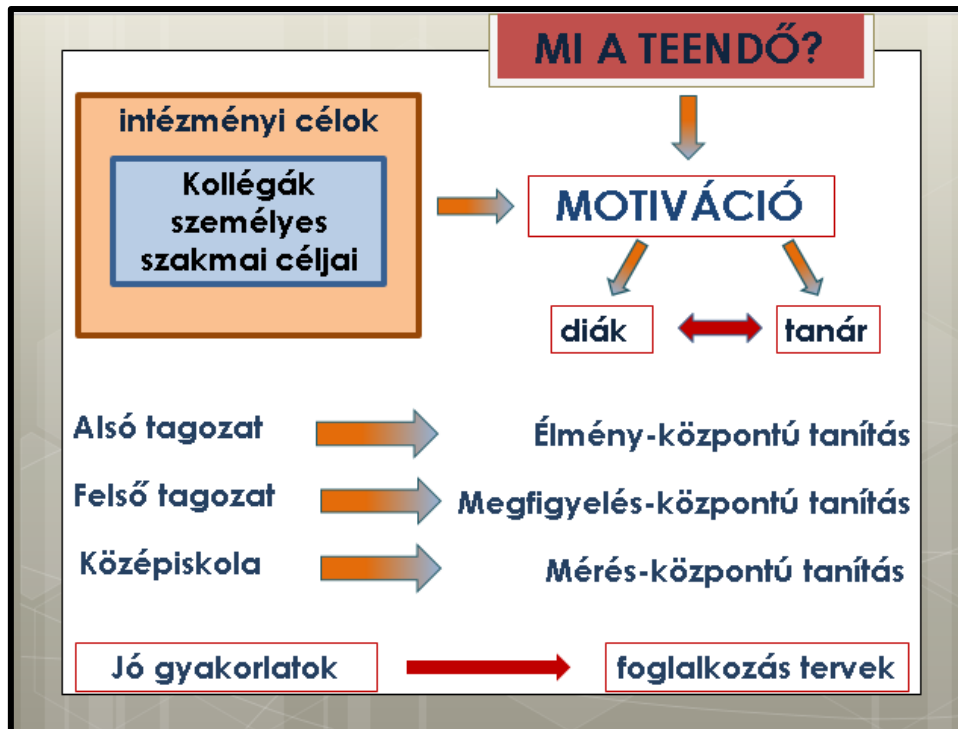 MI A TEENDŐ?
intézményi célok
Kollégák
személyes
szakmai céljai
MOTIVÁCIÓ
diák
tanár
Alsó tagozat
Élmény-központú tanítás
Felső tagozat
Megfigyelés-központú tanítás
Középiskola
Mérés-központú tanítás
Jó gyakorlatok
foglalkozás tervek